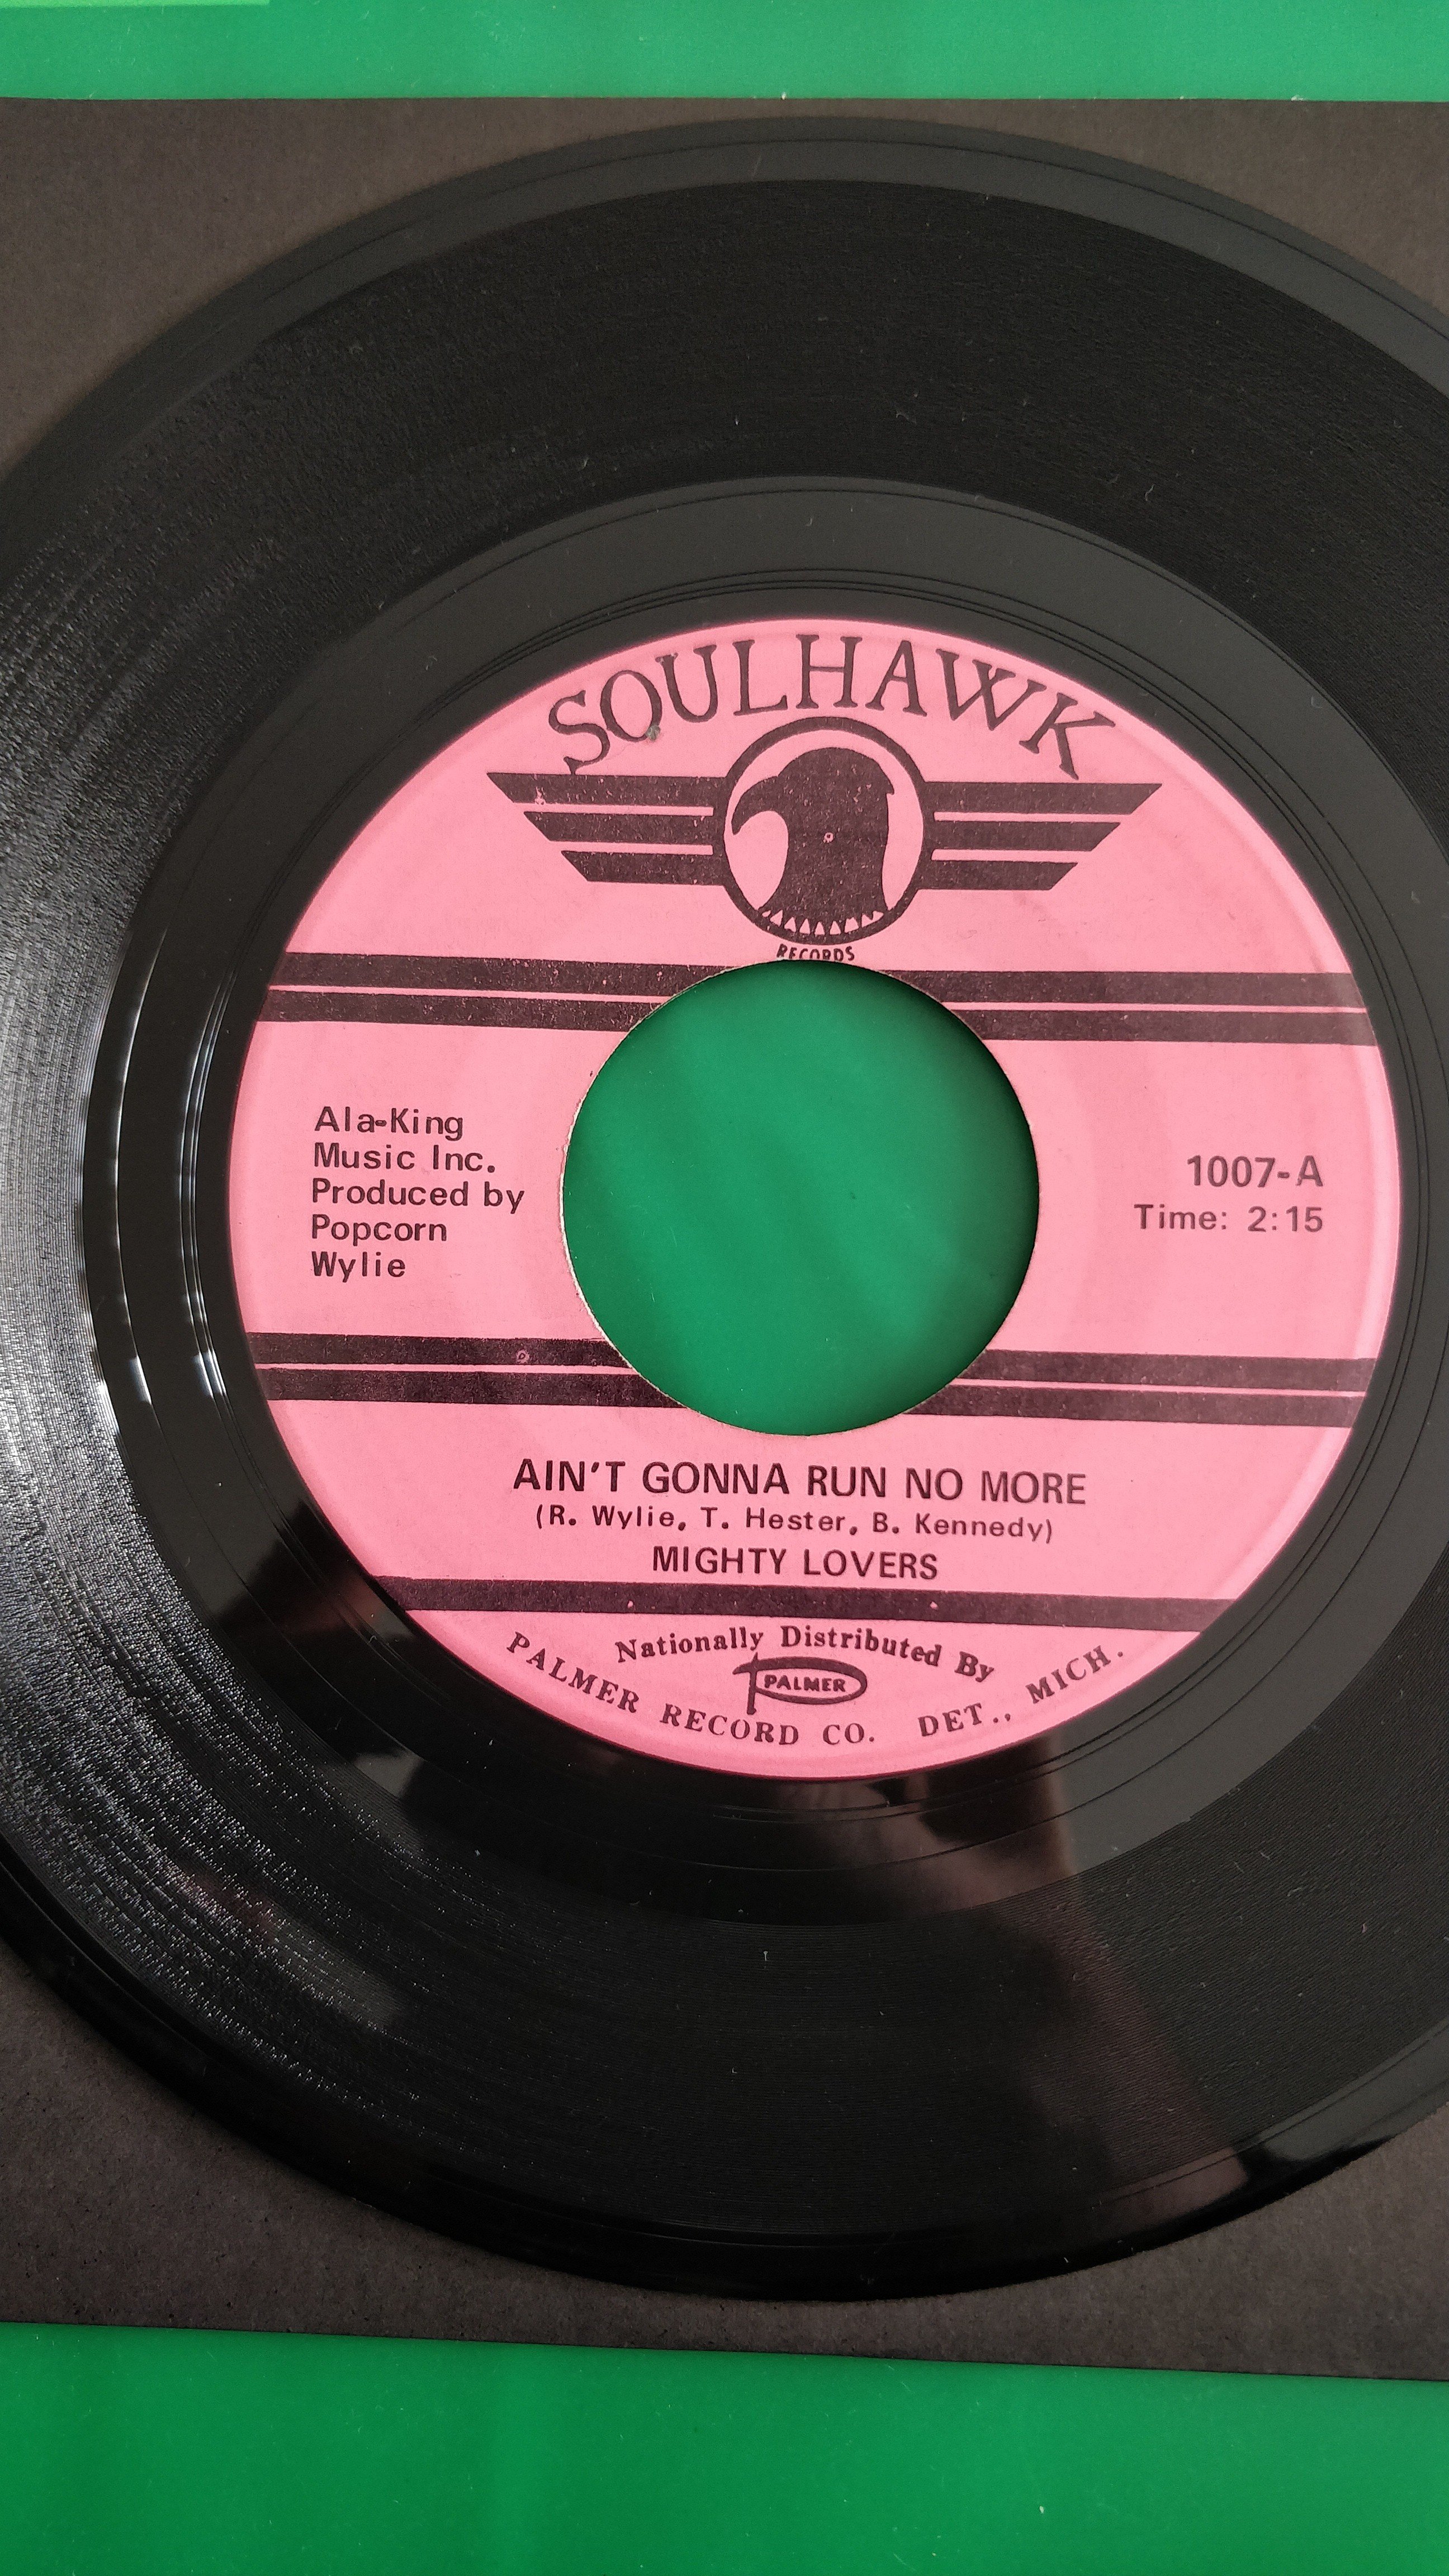 SOULHAWK
RECORDS
Ala-King
Music Inc.
Produced by
Popcorn
Wylie
1007-A
Time: 2:15
AIN'T GONNA RUN NO MORE
(R. Wylie, T. Hester, B. Kennedy)
MIGHTY LOVERS
Nationally Distributed By
PALMER
PALMER RECORD CO. DET., MICH.